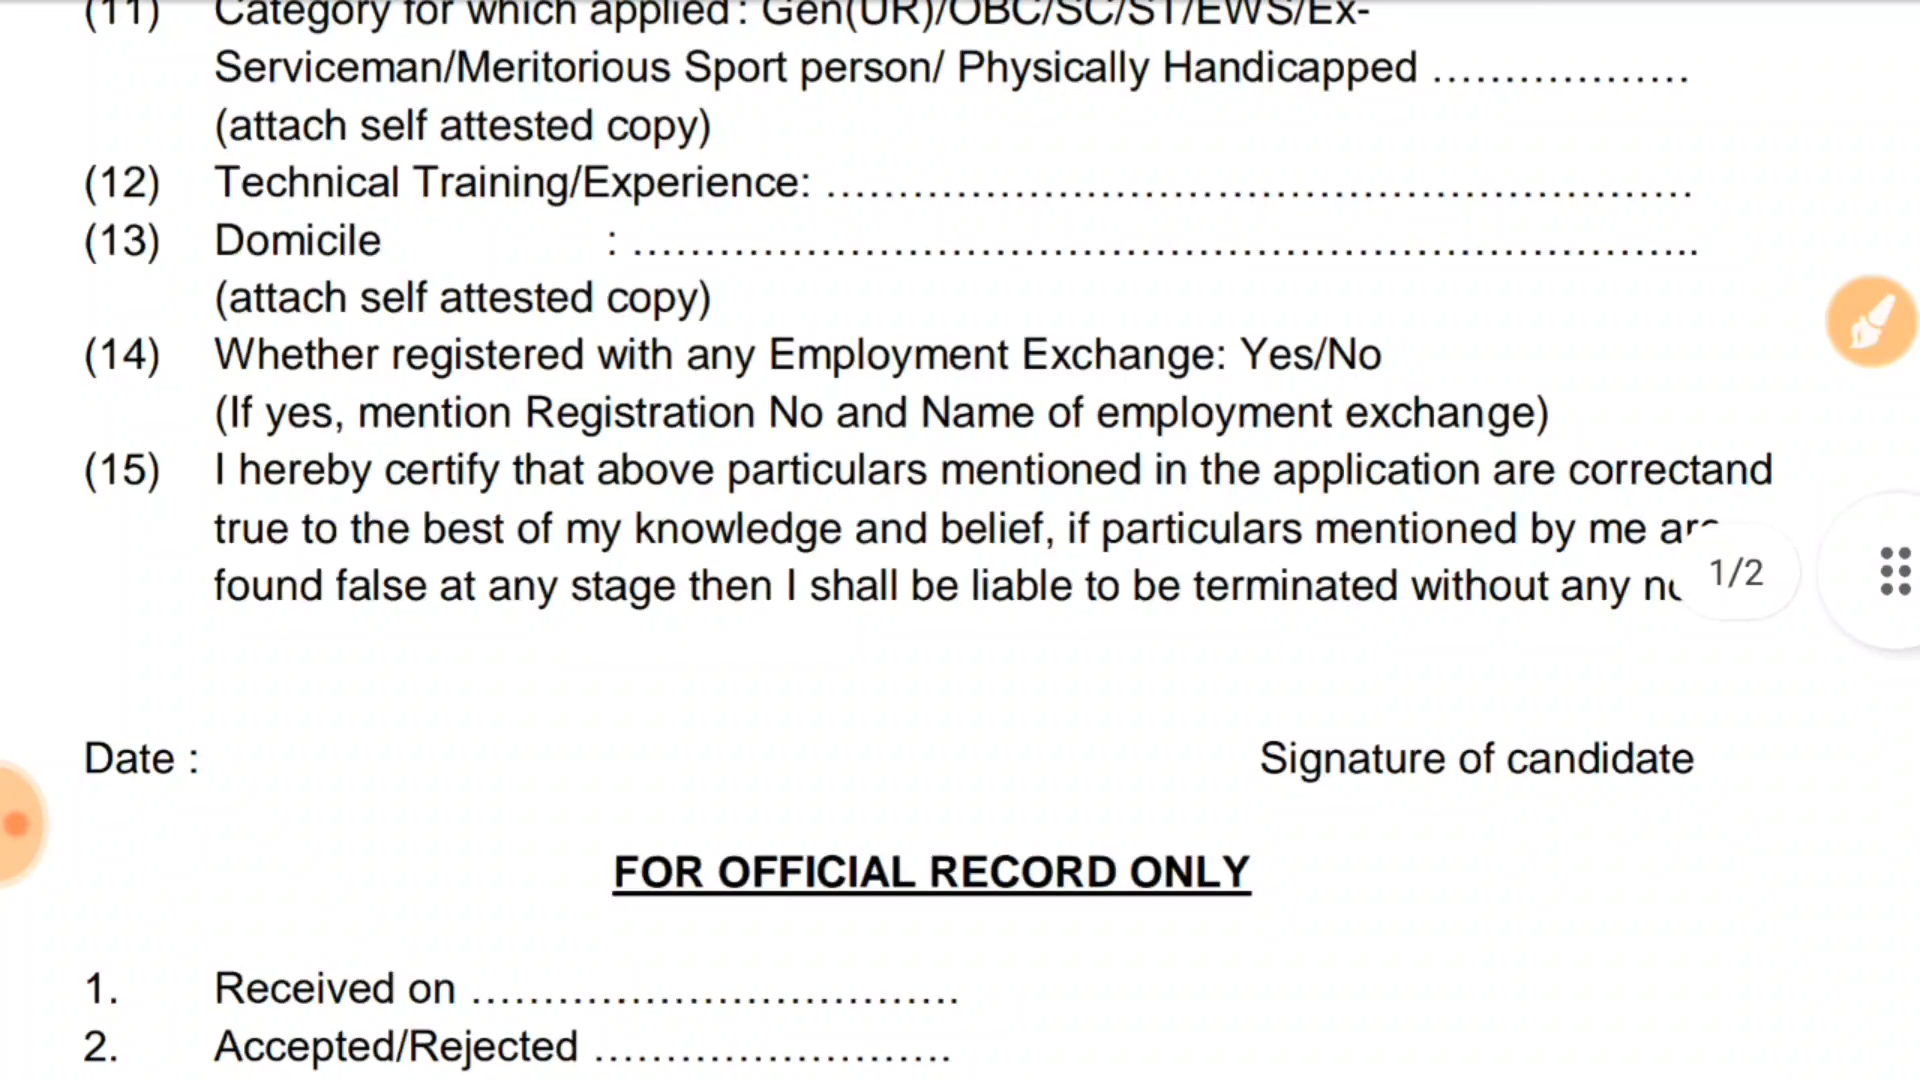 (11) Category for which applied : Gen(UR)/OBC/SC/ST/EWS/Ex-
Serviceman/Meritorious Sport person/ Physically Handicapped ..................
(attach self attested copy)
(12) Technical Training/Experience: ............................................................
(13) Domicile : ..........................................................................
(attach self attested copy)
(14) Whether registered with any Employment Exchange: Yes/No
(If yes, mention Registration No and Name of employment exchange)
(15) I hereby certify that above particulars mentioned in the application are correctand
true to the best of my knowledge and belief, if particulars mentioned by me are
found false at any stage then I shall be liable to be terminated without any
1/2
Date : Signature of candidate
FOR OFFICIAL RECORD ONLY
1. Received on ..................................
2. Accepted/Rejected .........................